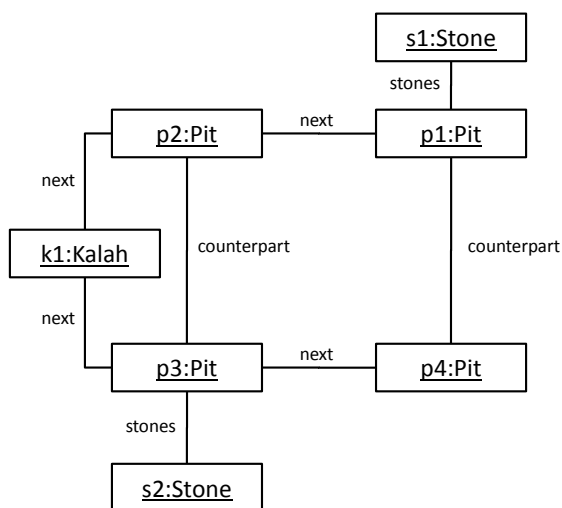 s1:Stone
stones
p2:Pit
next
p1:Pit
next
k1:Kalah
counterpart
counterpart
next
p3:Pit
next
p4:Pit
stones
s2:Stone